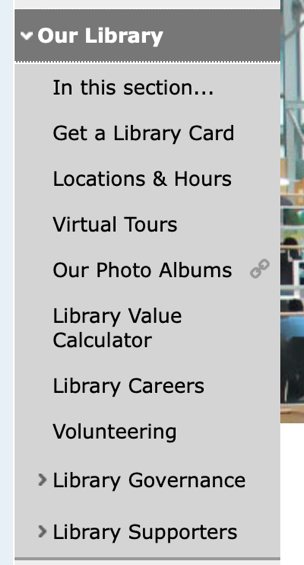 Our Library
In this section...
Get a Library Card
Locations & Hours
Virtual Tours
Our Photo Albums
Library Value
Calculator
Library Careers
Volunteering
Library Governance
Library Supporters